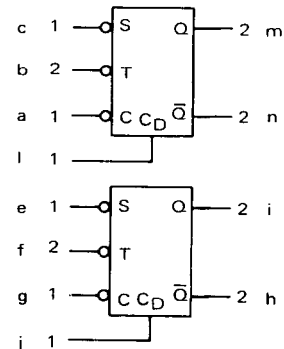 c 1 S Q 2 m
b 2 T
a 1 C C_D Q̅ 2 n
l 1
e 1 S Q 2 i
f 2 T
g 1 C C_D Q̅ 2 h
j 1